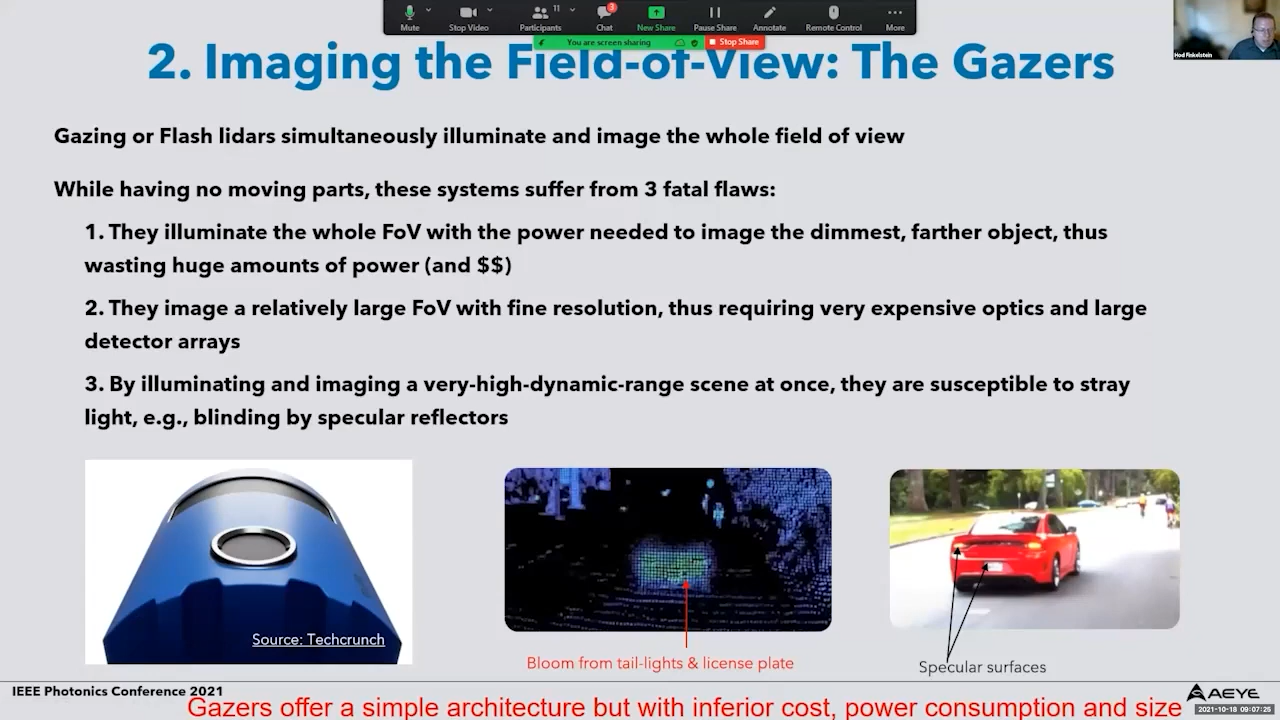 Mute
Stop Video
Participants
11
Chat
3
New Share
Pause Share
Annotate
Remote Control
More
You are screen sharing
Stop Share
Hod Finkelstein
2. Imaging the Field-of-View: The Gazers
Gazing or Flash lidars simultaneously illuminate and image the whole field of view
While having no moving parts, these systems suffer from 3 fatal flaws:
1. They illuminate the whole FoV with the power needed to image the dimmest, farther object, thus
wasting huge amounts of power (and $$)
2. They image a relatively large FoV with fine resolution, thus requiring very expensive optics and large
detector arrays
3. By illuminating and imaging a very-high-dynamic-range scene at once, they are susceptible to stray
light, e.g., blinding by specular reflectors
Source: Techcrunch
Bloom from tail-lights & license plate
Specular surfaces
IEEE Photonics Conference 2021
Gazers offer a simple architecture but with inferior cost, power consumption and size
AEYE
2021-10-18 09:07:25